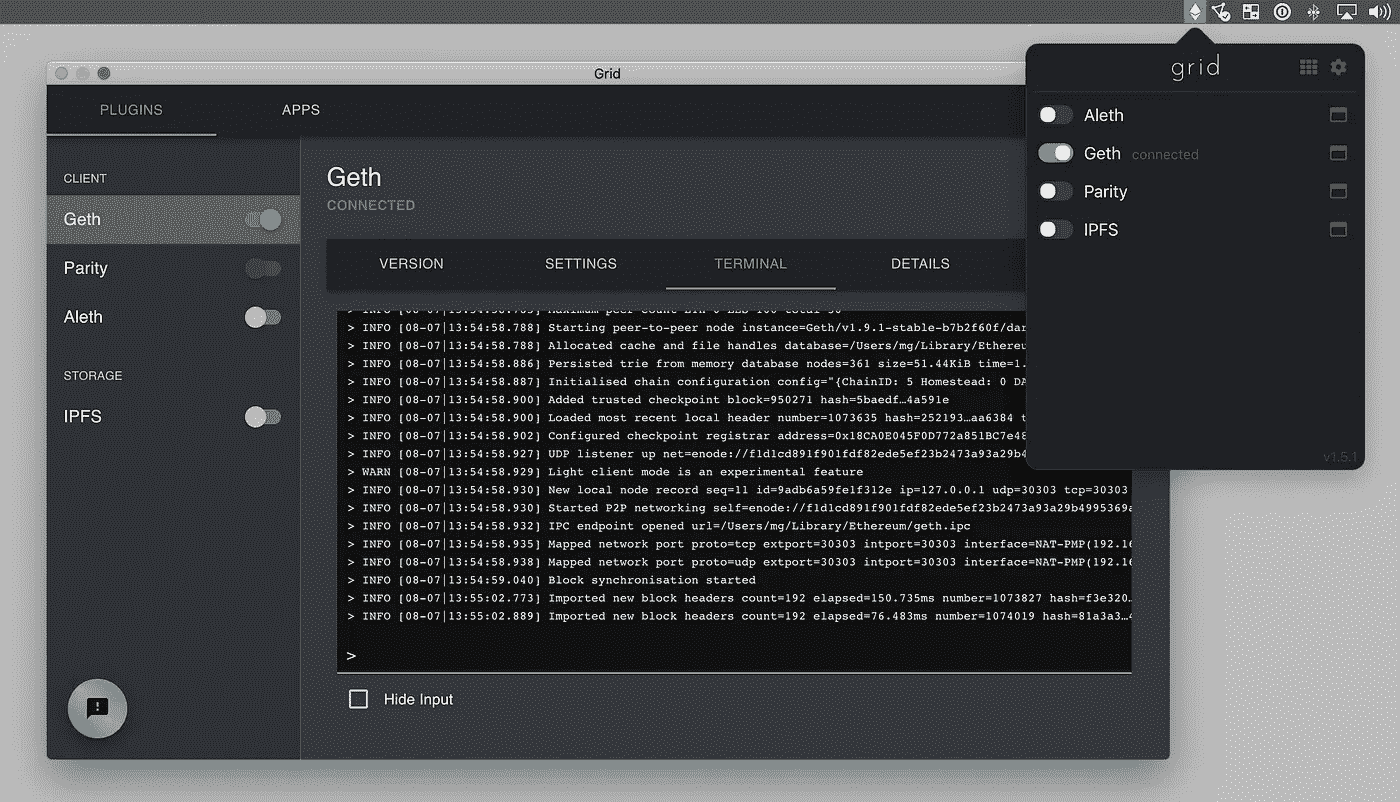 Grid
PLUGINS
APPS
CLIENT
Geth
Parity
Aleth
STORAGE
IPFS
Geth
CONNECTED
VERSION
SETTINGS
TERMINAL
DETAILS
> INFO [08-07|13:54:58.788] Starting peer-to-peer node instance=Geth/v1.9.1-stable-b7b2f60f/dar
> INFO [08-07|13:54:58.788] Allocated cache and file handles database=/Users/mg/Library/Ethereu
> INFO [08-07|13:54:58.886] Persisted trie from memory database nodes=361 size=51.44KiB time=1.
> INFO [08-07|13:54:58.887] Initialised chain configuration config="{ChainID: 5 Homestead: 0 DA
> INFO [08-07|13:54:58.900] Added trusted checkpoint block=950271 hash=5baedf…4a591e
> INFO [08-07|13:54:58.900] Loaded most recent local header number=1073635 hash=252193…aa6384 t
> INFO [08-07|13:54:58.902] Configured checkpoint registrar address=0x18CA0E045F0D772a851BC7e48
> INFO [08-07|13:54:58.927] UDP listener up net=enode://f1d1cd891f901fdf82ede5ef23b2473a93a29b4
> WARN [08-07|13:54:58.929] Light client mode is an experimental feature
> INFO [08-07|13:54:58.930] New local node record seq=11 id=9adb6a59fe1f312e ip=127.0.0.1 udp=30303 tcp=30303
> INFO [08-07|13:54:58.930] Started P2P networking self=enode://f1d1cd891f901fdf82ede5ef23b2473a93a29b4995369a
> INFO [08-07|13:54:58.932] IPC endpoint opened url=/Users/mg/Library/Ethereum/geth.ipc
> INFO [08-07|13:54:58.935] Mapped network port proto=tcp extport=30303 intport=30303 interface=NAT-PMP(192.16
> INFO [08-07|13:54:58.938] Mapped network port proto=udp extport=30303 intport=30303 interface=NAT-PMP(192.16
> INFO [08-07|13:54:59.040] Block synchronisation started
> INFO [08-07|13:55:02.773] Imported new block headers count=192 elapsed=150.735ms number=1073827 hash=f3e320…
> INFO [08-07|13:55:02.889] Imported new block headers count=192 elapsed=76.483ms number=1074019 hash=81a3a3…4
>
Hide Input
grid
Aleth
Geth connected
Parity
IPFS
v1.5.1